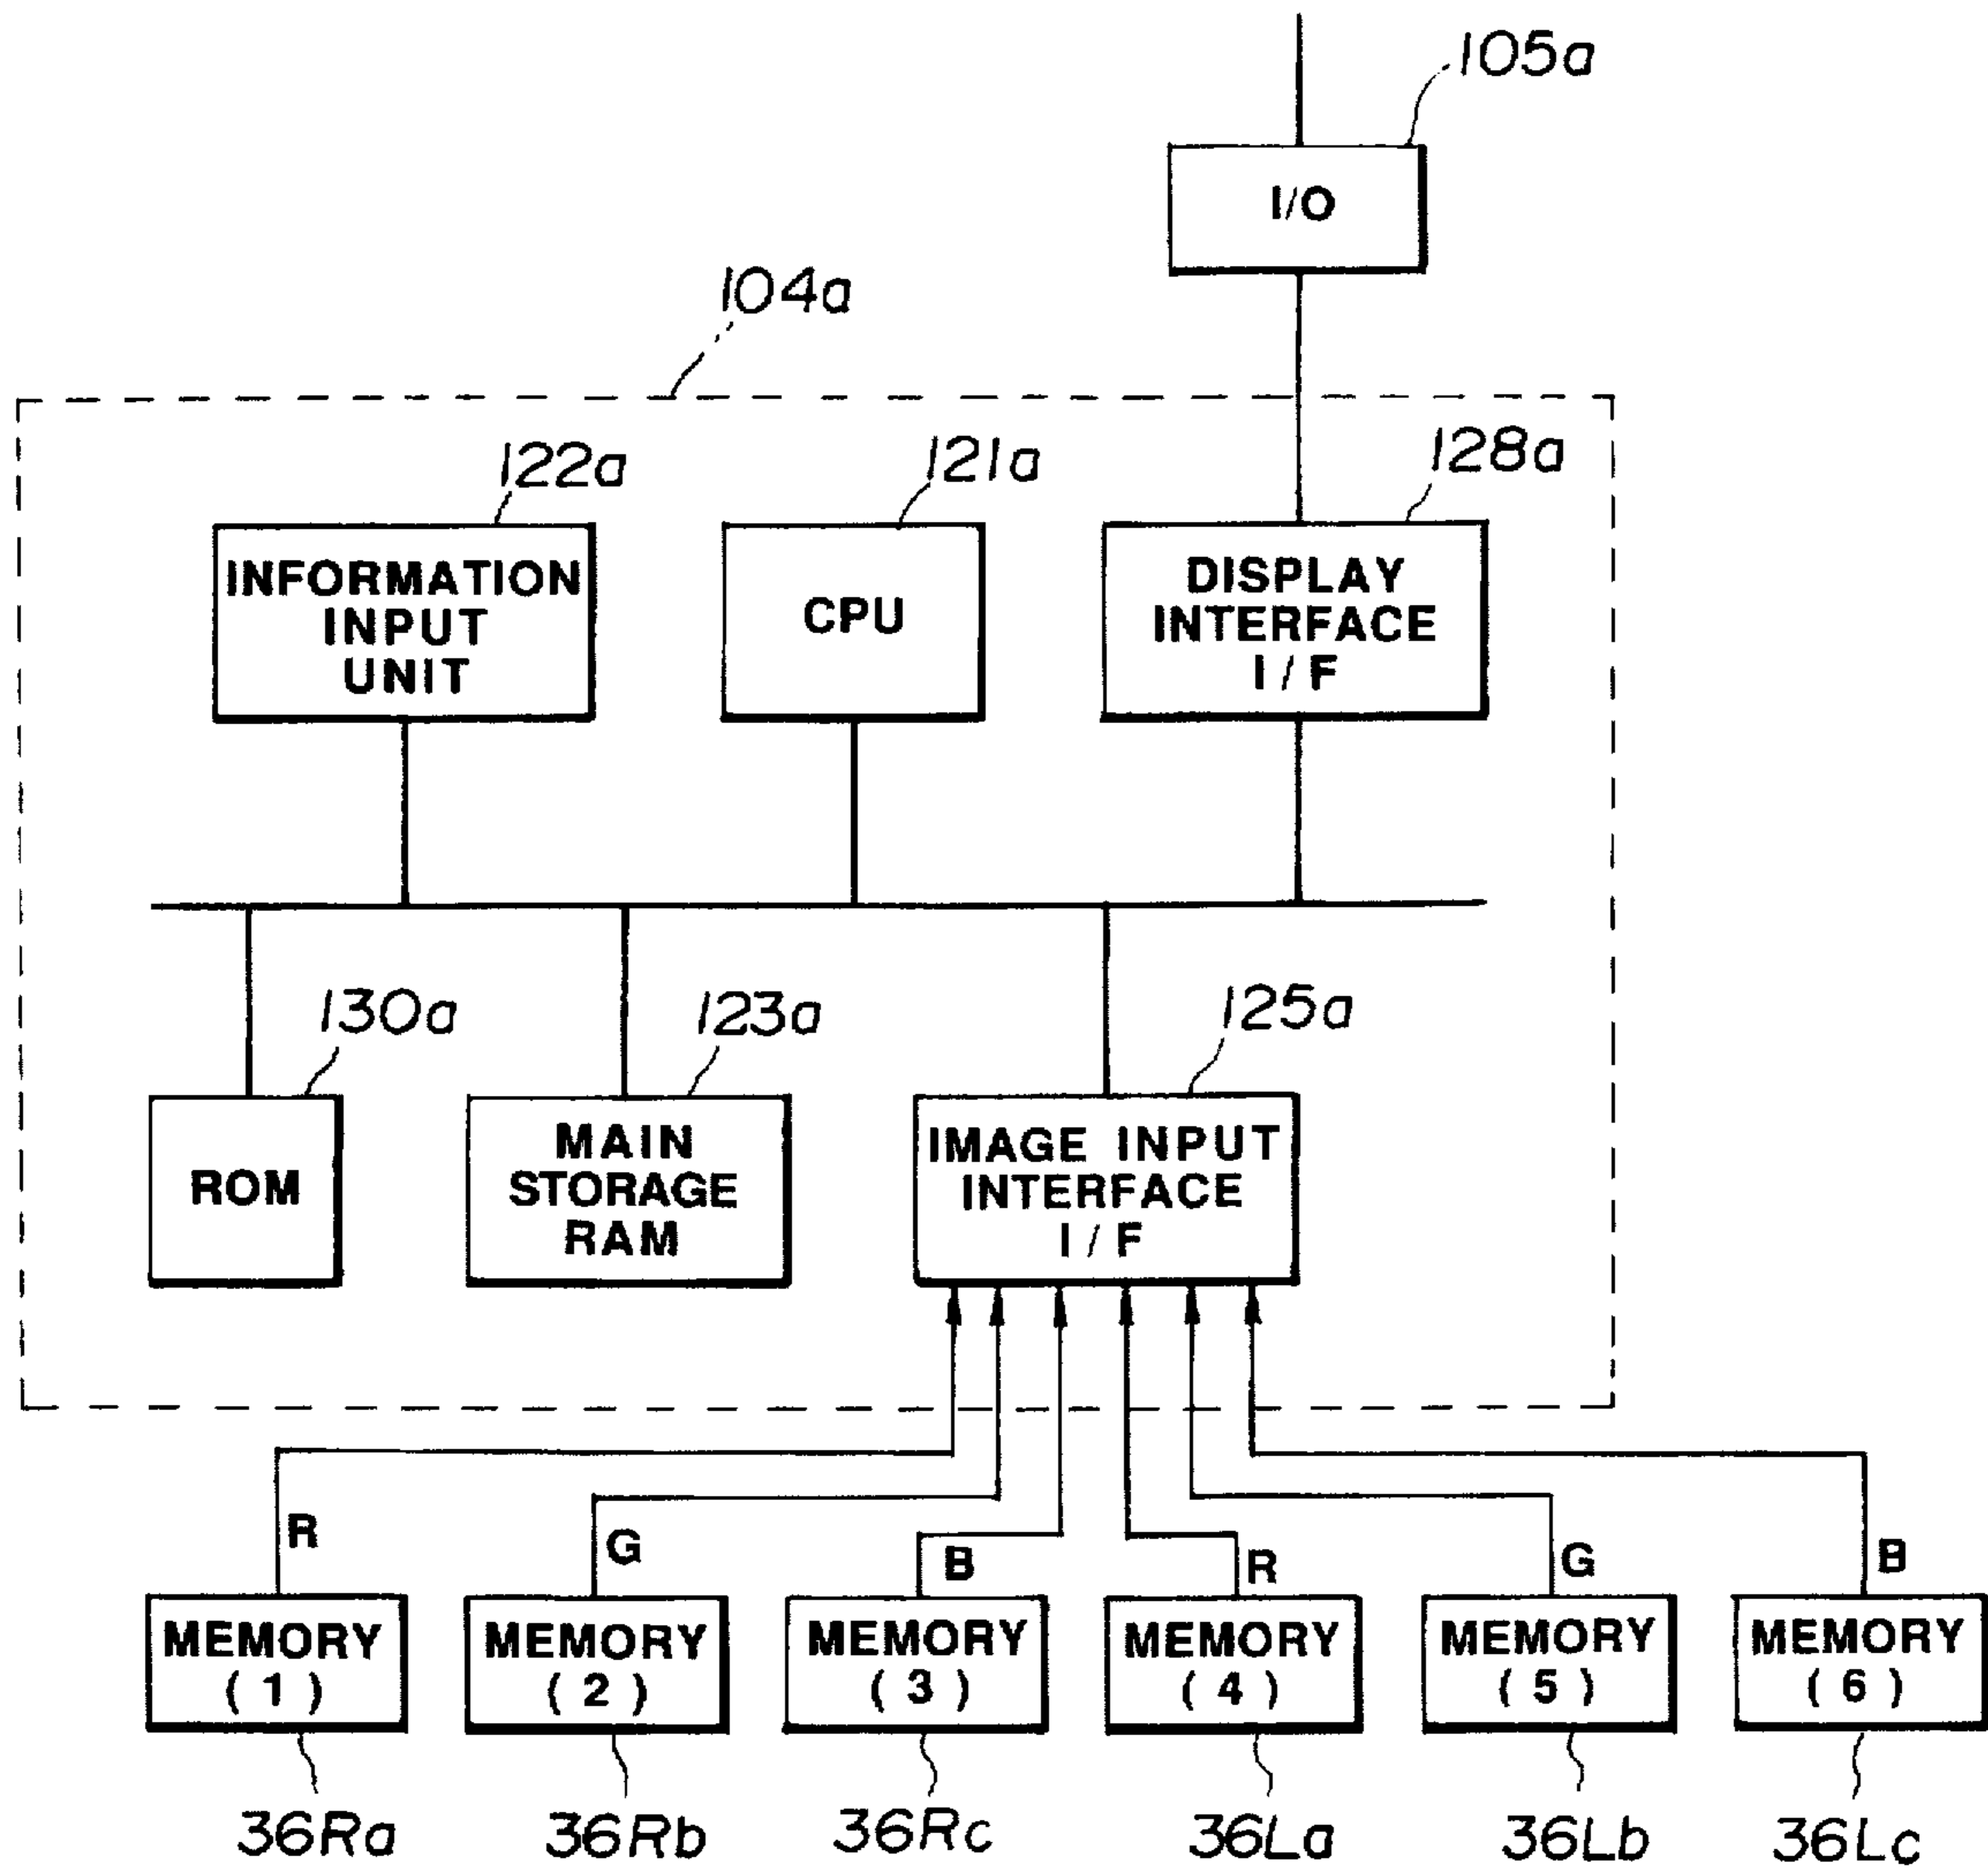 105a
I/O
104a
122a
121a
128a
INFORMATION
INPUT
UNIT
CPU
DISPLAY
INTERFACE
I/F
130a
123a
125a
ROM
MAIN
STORAGE
RAM
IMAGE INPUT
INTERFACE
I/F
R
G
B
R
G
B
MEMORY
(1)
MEMORY
(2)
MEMORY
(3)
MEMORY
(4)
MEMORY
(5)
MEMORY
(6)
36Ra
36Rb
36Rc
36La
36Lb
36Lc